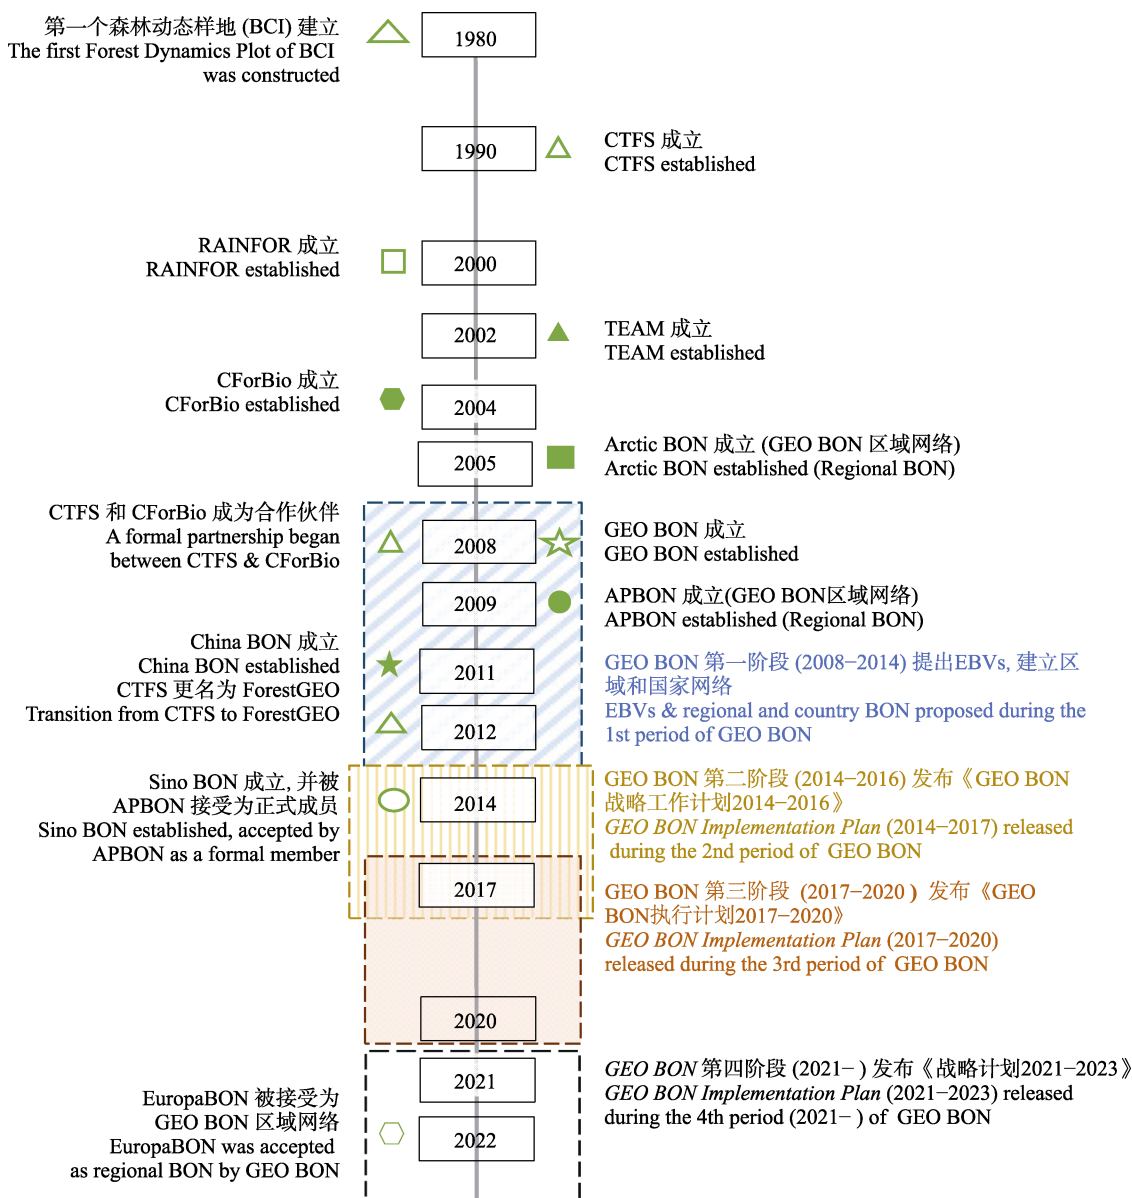 第一个森林动态样地 (BCI) 建立
The first Forest Dynamics Plot of BCI
was constructed
1980
1990
CTFS 成立
CTFS established
RAINFOR 成立
RAINFOR established
2000
2002
TEAM 成立
TEAM established
CForBio 成立
CForBio established
2004
2005
Arctic BON 成立 (GEO BON 区域网络)
Arctic BON established (Regional BON)
CTFS 和 CForBio 成为合作伙伴
A formal partnership began
between CTFS & CForBio
2008
GEO BON 成立
GEO BON established
2009
APBON 成立(GEO BON区域网络)
APBON established (Regional BON)
China BON 成立
China BON established
CTFS 更名为 ForestGEO
Transition from CTFS to ForestGEO
2011
2012
GEO BON 第一阶段 (2008−2014) 提出EBVs, 建立区
域和国家网络
EBVs & regional and country BON proposed during the
1st period of GEO BON
Sino BON 成立, 并被
APBON 接受为正式成员
Sino BON established, accepted by
APBON as a formal member
2014
GEO BON 第二阶段 (2014−2016) 发布《GEO BON
战略工作计划2014−2016》
GEO BON Implementation Plan (2014−2017) released
during the 2nd period of GEO BON
2017
GEO BON 第三阶段 (2017−2020 ) 发布《GEO
BON执行计划2017−2020》
GEO BON Implementation Plan (2017−2020)
released during the 3rd period of GEO BON
2020
2021
GEO BON 第四阶段 (2021− ) 发布《战略计划2021−2023》
GEO BON Implementation Plan (2021−2023) released
during the 4th period (2021− ) of GEO BON
EuropaBON 被接受为
GEO BON 区域网络
EuropaBON was accepted
as regional BON by GEO BON
2022